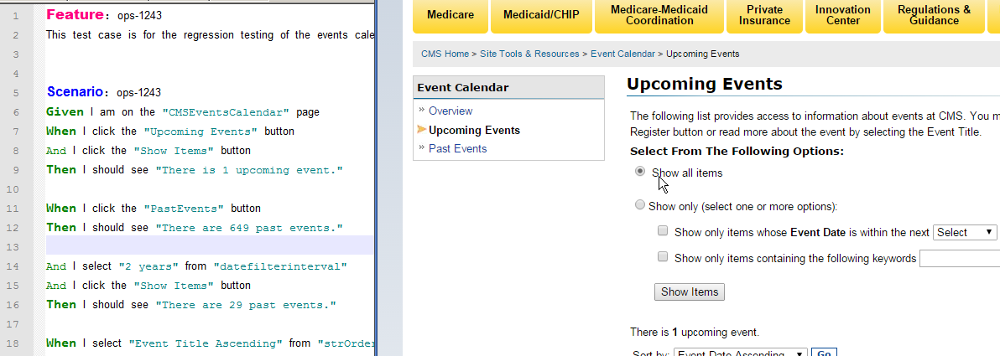 1 Feature: ops-1243
2 This test case is for the regression testing of the events cale
3
4
5 Scenario: ops-1243
6 Given I am on the "CMSEventsCalendar" page
7 When I click the "Upcoming Events" button
8 And I click the "Show Items" button
9 Then I should see "There is 1 upcoming event."
10
11 When I click the "PastEvents" button
12 Then I should see "There are 649 past events."
13
14 And I select "2 years" from "datefilterinterval"
15 And I click the "Show Items" button
16 Then I should see "There are 29 past events."
17
18 When I select "Event Title Ascending" from "strOrder
Medicare
Medicaid/CHIP
Medicare-Medicaid
Coordination
Private
Insurance
Innovation
Center
Regulations &
Guidance
CMS Home > Site Tools & Resources > Event Calendar > Upcoming Events
Event Calendar
» Overview
Upcoming Events
» Past Events
Upcoming Events
The following list provides access to information about events at CMS. You m
Register button or read more about the event by selecting the Event Title.
Select From The Following Options:
Show all items
Show only (select one or more options):
Show only items whose Event Date is within the next Select
Show only items containing the following keywords
Show Items
There is 1 upcoming event.
Sort by: Event Date Ascending Go